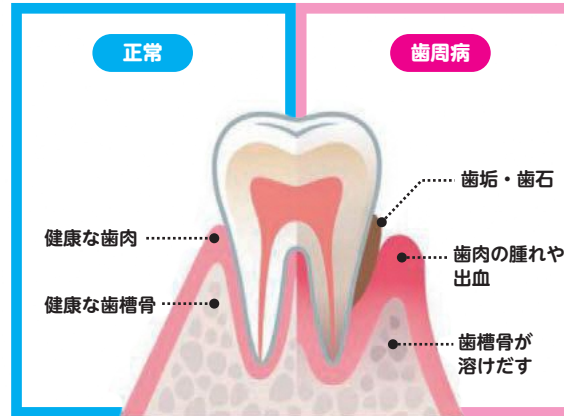 正常
歯周病
健康な歯肉
健康な歯槽骨
歯垢・歯石
歯肉の腫れや
出血
歯槽骨が
溶けだす